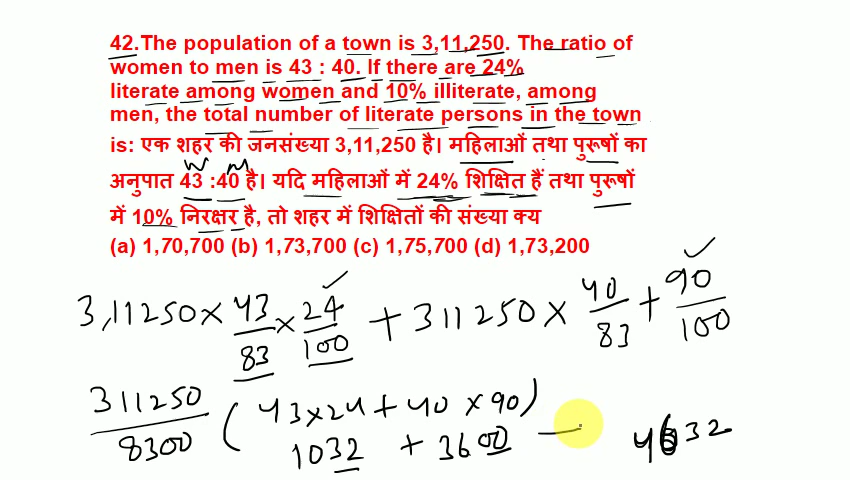 42.The population of a town is 3,11,250. The ratio of
women to men is 43 : 40. If there are 24%
literate among women and 10% illiterate, among
men, the total number of literate persons in the town
is: एक शहर की जनसंख्या 3,11,250 है। महिलाओं तथा पुरूषों का
W M
अनुपात 43 :40 है। यदि महिलाओं में 24% शिक्षित हैं तथा पुरूषों
में 10% निरक्षर है, तो शहर में शिक्षितों की संख्या क्य
(a) 1,70,700 (b) 1,73,700 (c) 1,75,700 (d) 1,73,200
3,11250 × 43/83 × 24/100 + 311250 × 40/83 + 90/100
311250/8300 ( 43×24 + 40 × 90)
1032 + 3600 — 4632